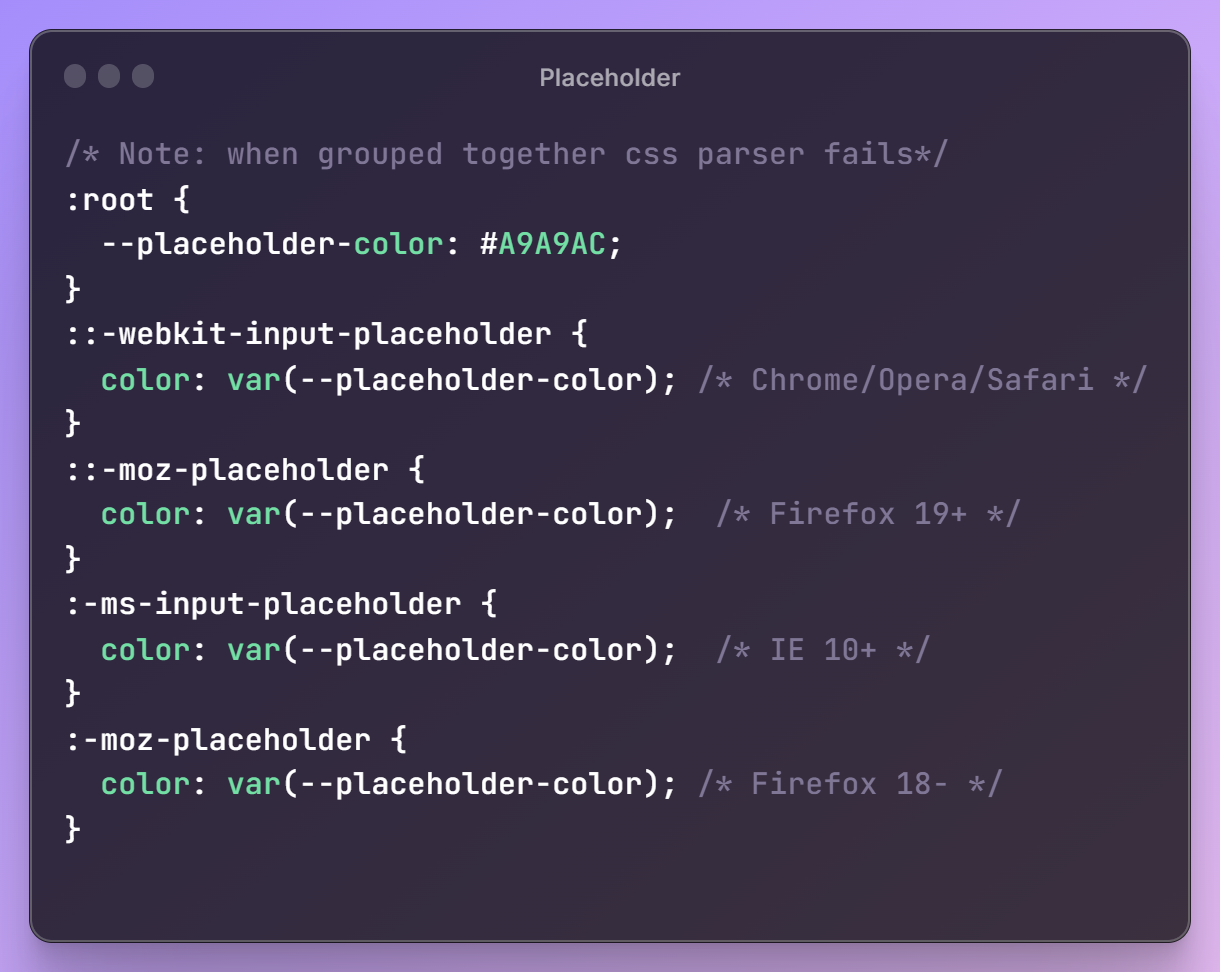 Placeholder
/* Note: when grouped together css parser fails*/
:root {
  --placeholder-color: #A9A9AC;
}
::-webkit-input-placeholder {
  color: var(--placeholder-color); /* Chrome/Opera/Safari */
}
::-moz-placeholder {
  color: var(--placeholder-color);  /* Firefox 19+ */
}
:-ms-input-placeholder {
  color: var(--placeholder-color);  /* IE 10+ */
}
:-moz-placeholder {
  color: var(--placeholder-color); /* Firefox 18- */
}